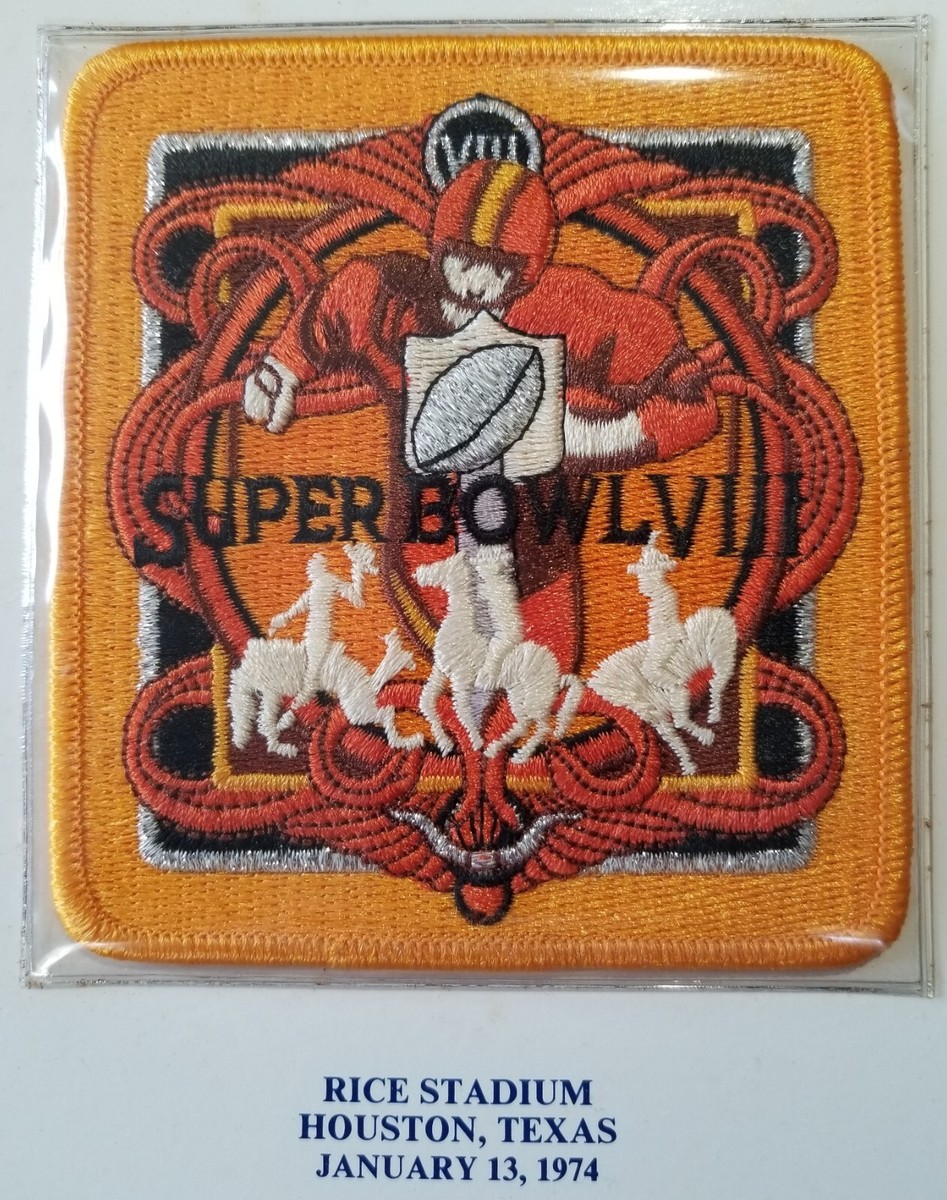 VIII
SUPER BOWL VIII
RICE STADIUM
HOUSTON, TEXAS
JANUARY 13, 1974